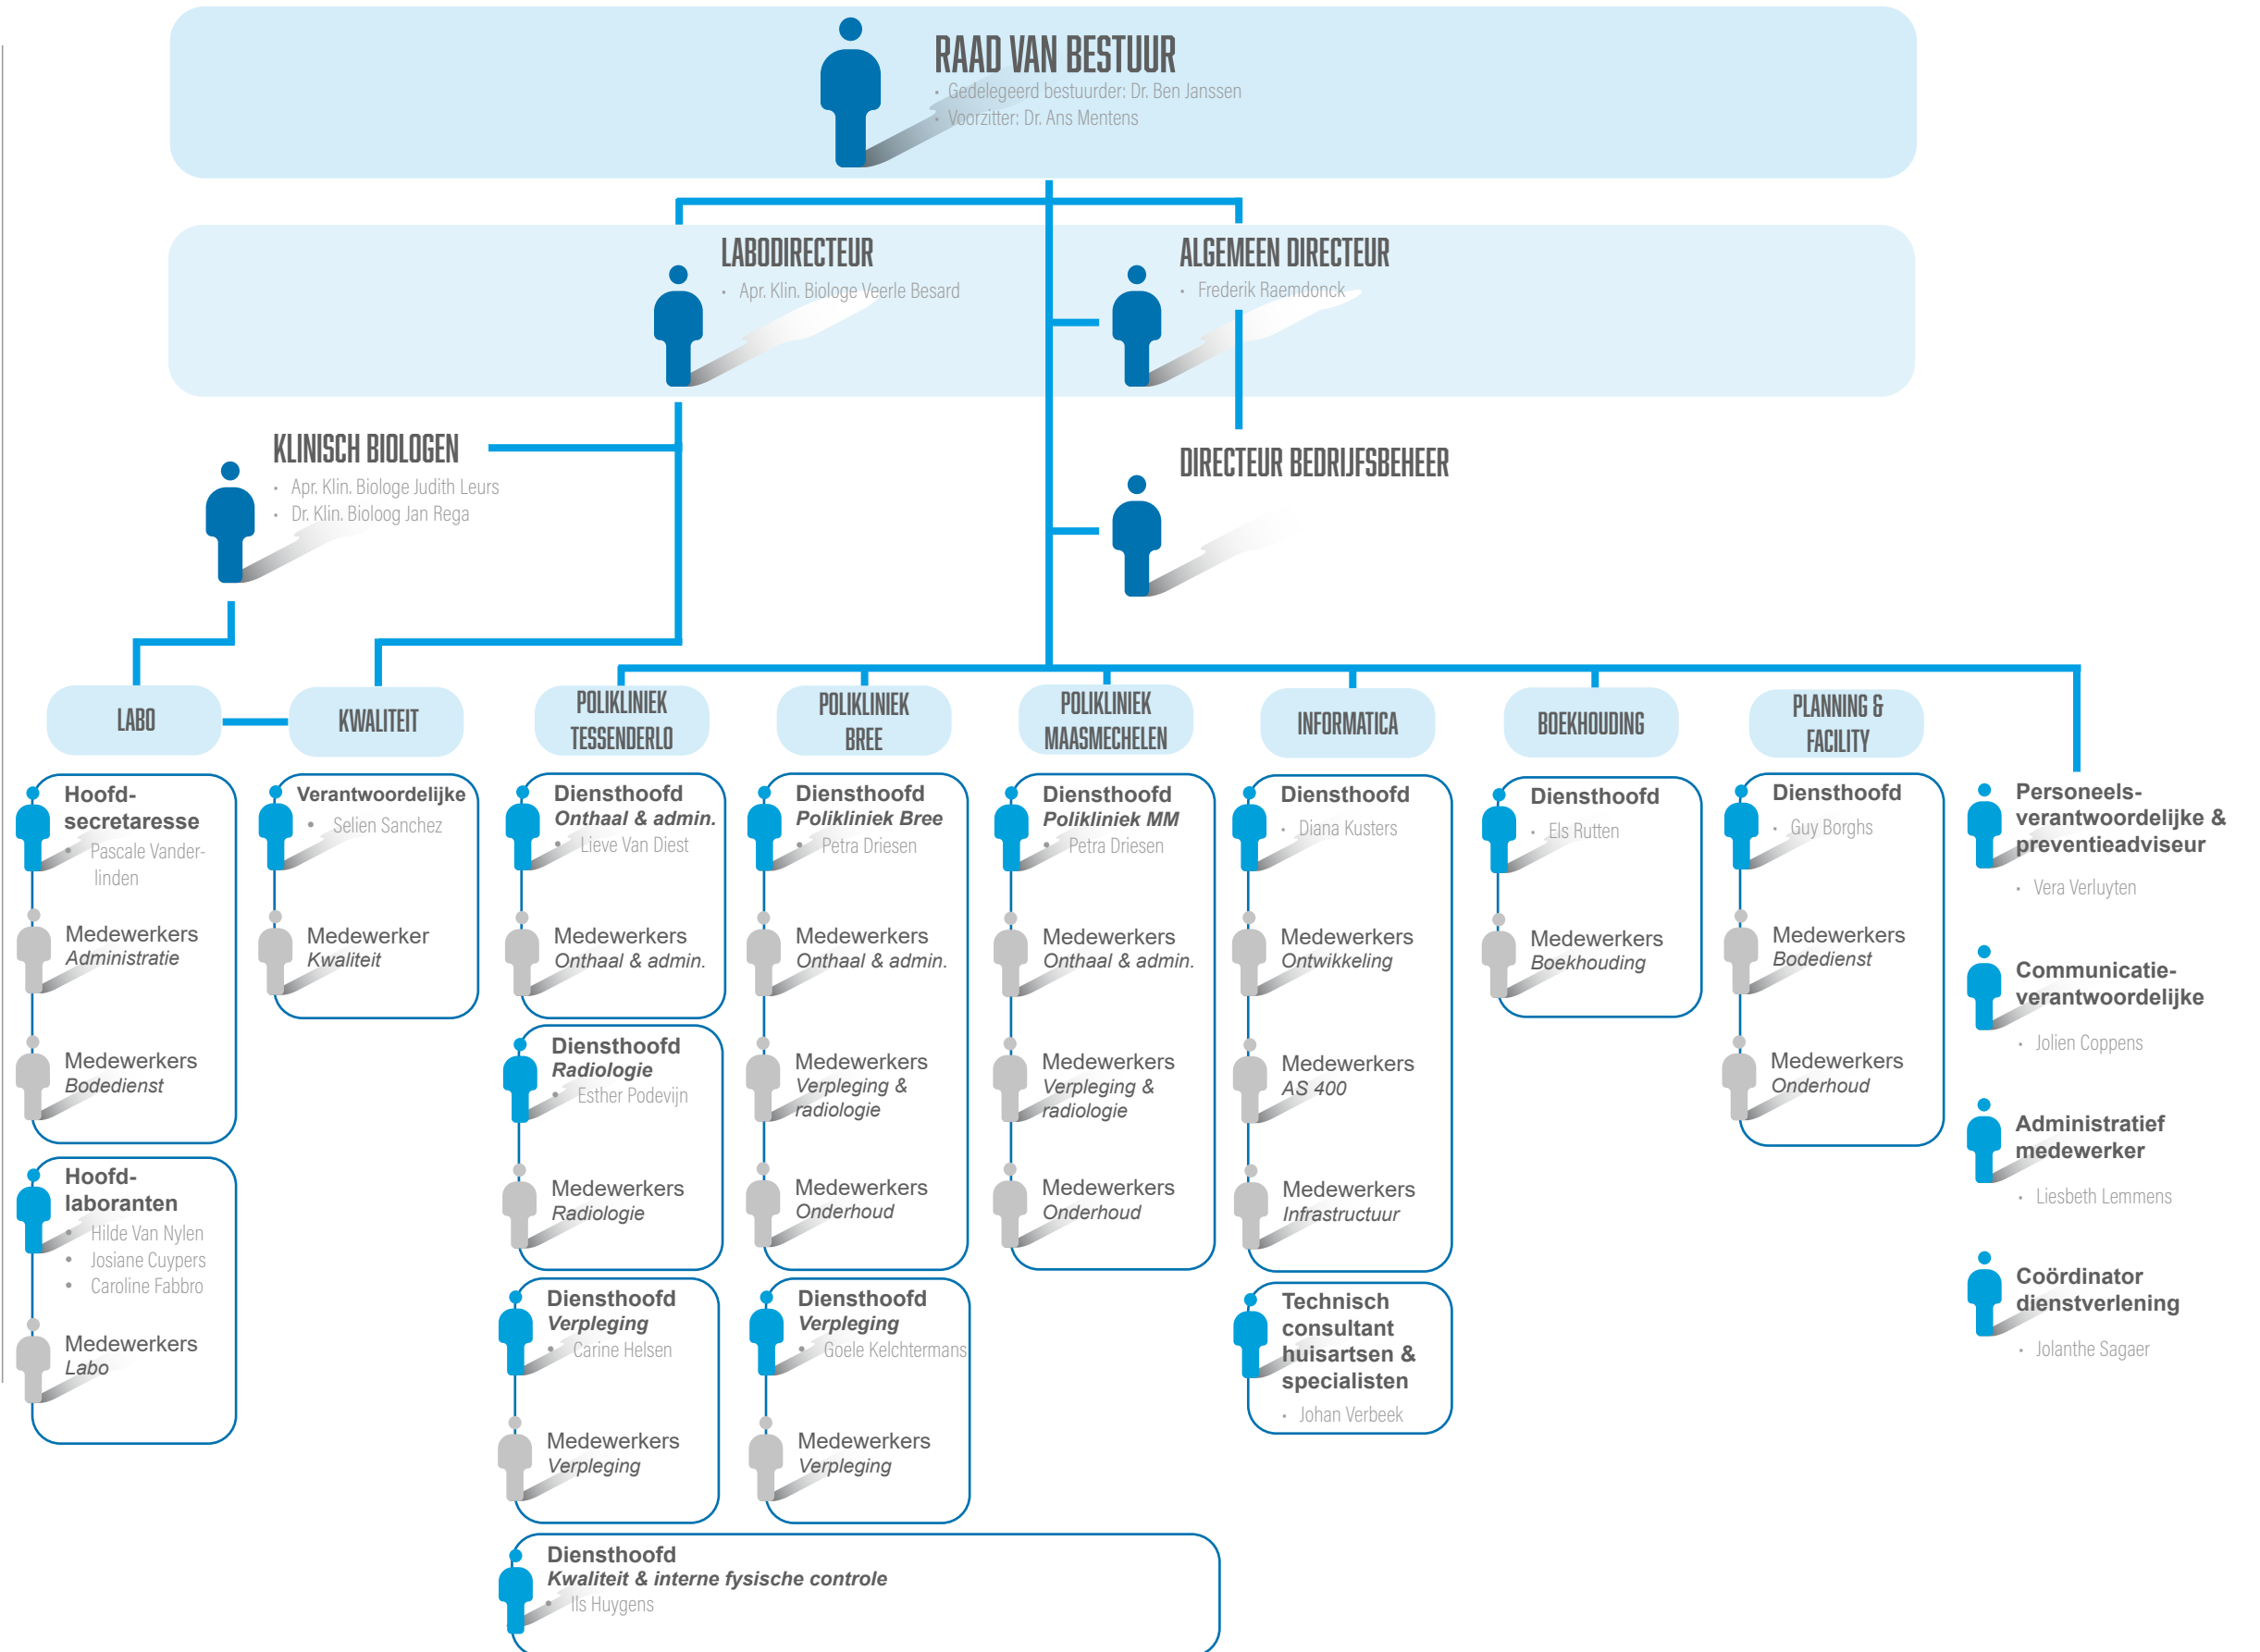 RAAD VAN BESTUUR
• Gedelegeerd bestuurder: Dr. Ben Janssen
• Voorzitter: Dr. Ans Mentens
LABODIRECTEUR
• Apr. Klin. Biologe Veerle Besard
ALGEMEEN DIRECTEUR
• Frederik Raemdonck
KLINISCH BIOLOGEN
• Apr. Klin. Biologe Judith Leurs
• Dr. Klin. Bioloog Jan Rega
DIRECTEUR BEDRIJFSBEHEER
LABO
Hoofd-
secretaresse
• Pascale Vander-
linden
Medewerkers
Administratie
Medewerkers
Bodedienst
Hoofd-
laboranten
• Hilde Van Nylen
• Josiane Cuypers
• Caroline Fabbro
Medewerkers
Labo
KWALITEIT
Verantwoordelijke
• Selien Sanchez
Medewerker
Kwaliteit
POLIKLINIEK
TESSENDERLO
Diensthoofd
Onthaal & admin.
• Lieve Van Diest
Medewerkers
Onthaal & admin.
Diensthoofd
Radiologie
• Esther Podevijn
Medewerkers
Radiologie
Diensthoofd
Verpleging
• Carine Helsen
Medewerkers
Verpleging
POLIKLINIEK
BREE
Diensthoofd
Polikliniek Bree
• Petra Driesen
Medewerkers
Onthaal & admin.
Medewerkers
Verpleging &
radiologie
Medewerkers
Onderhoud
Diensthoofd
Verpleging
• Goele Kelchtermans
Medewerkers
Verpleging
POLIKLINIEK
MAASMECHELEN
Diensthoofd
Polikliniek MM
• Petra Driesen
Medewerkers
Onthaal & admin.
Medewerkers
Verpleging &
radiologie
Medewerkers
Onderhoud
Diensthoofd
Kwaliteit & interne fysische controle
• Ils Huygens
INFORMATICA
Diensthoofd
• Diana Kusters
Medewerkers
Ontwikkeling
Medewerkers
AS 400
Medewerkers
Infrastructuur
Technisch
consultant
huisartsen &
specialisten
• Johan Verbeek
BOEKHOUDING
Diensthoofd
• Els Rutten
Medewerkers
Boekhouding
PLANNING &
FACILITY
Diensthoofd
• Guy Borghs
Medewerkers
Bodedienst
Medewerkers
Onderhoud
Personeels-
verantwoordelijke &
preventieadviseur
• Vera Verluyten
Communicatie-
verantwoordelijke
• Jolien Coppens
Administratief
medewerker
• Liesbeth Lemmens
Coördinator
dienstverlening
• Jolanthe Sagaer